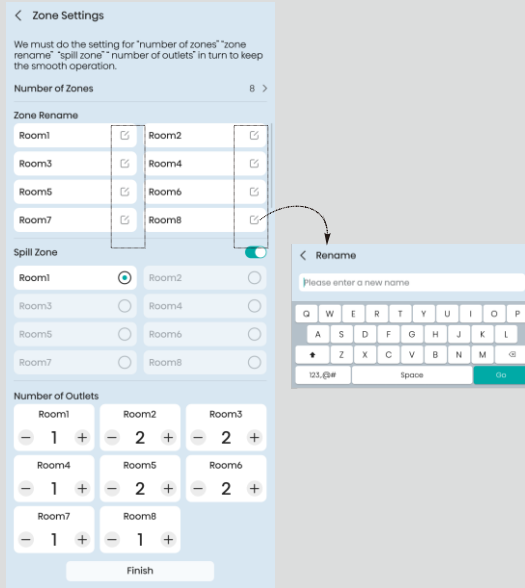 Zone Settings
We must do the setting for "number of zones" "zone
rename" "spill zone" " number of outlets" in turn to keep
the smooth operation.
Number of Zones 8
Zone Rename
Room1 Room2
Room3 Room4
Room5 Room6
Room7 Room8
Spill Zone
Room1 Room2
Room3 Room4
Room5 Room6
Room7 Room8
Number of Outlets
Room1 Room2 Room3
− 1 + − 2 + − 2 +
Room4 Room5 Room6
− 1 + − 2 + − 2 +
Room7 Room8
− 1 + − 1 +
Finish
Rename
Please enter a new name
Q W E R T Y U I O P
A S D F G H J K L
Z X C V B N M
123,@# Space Go